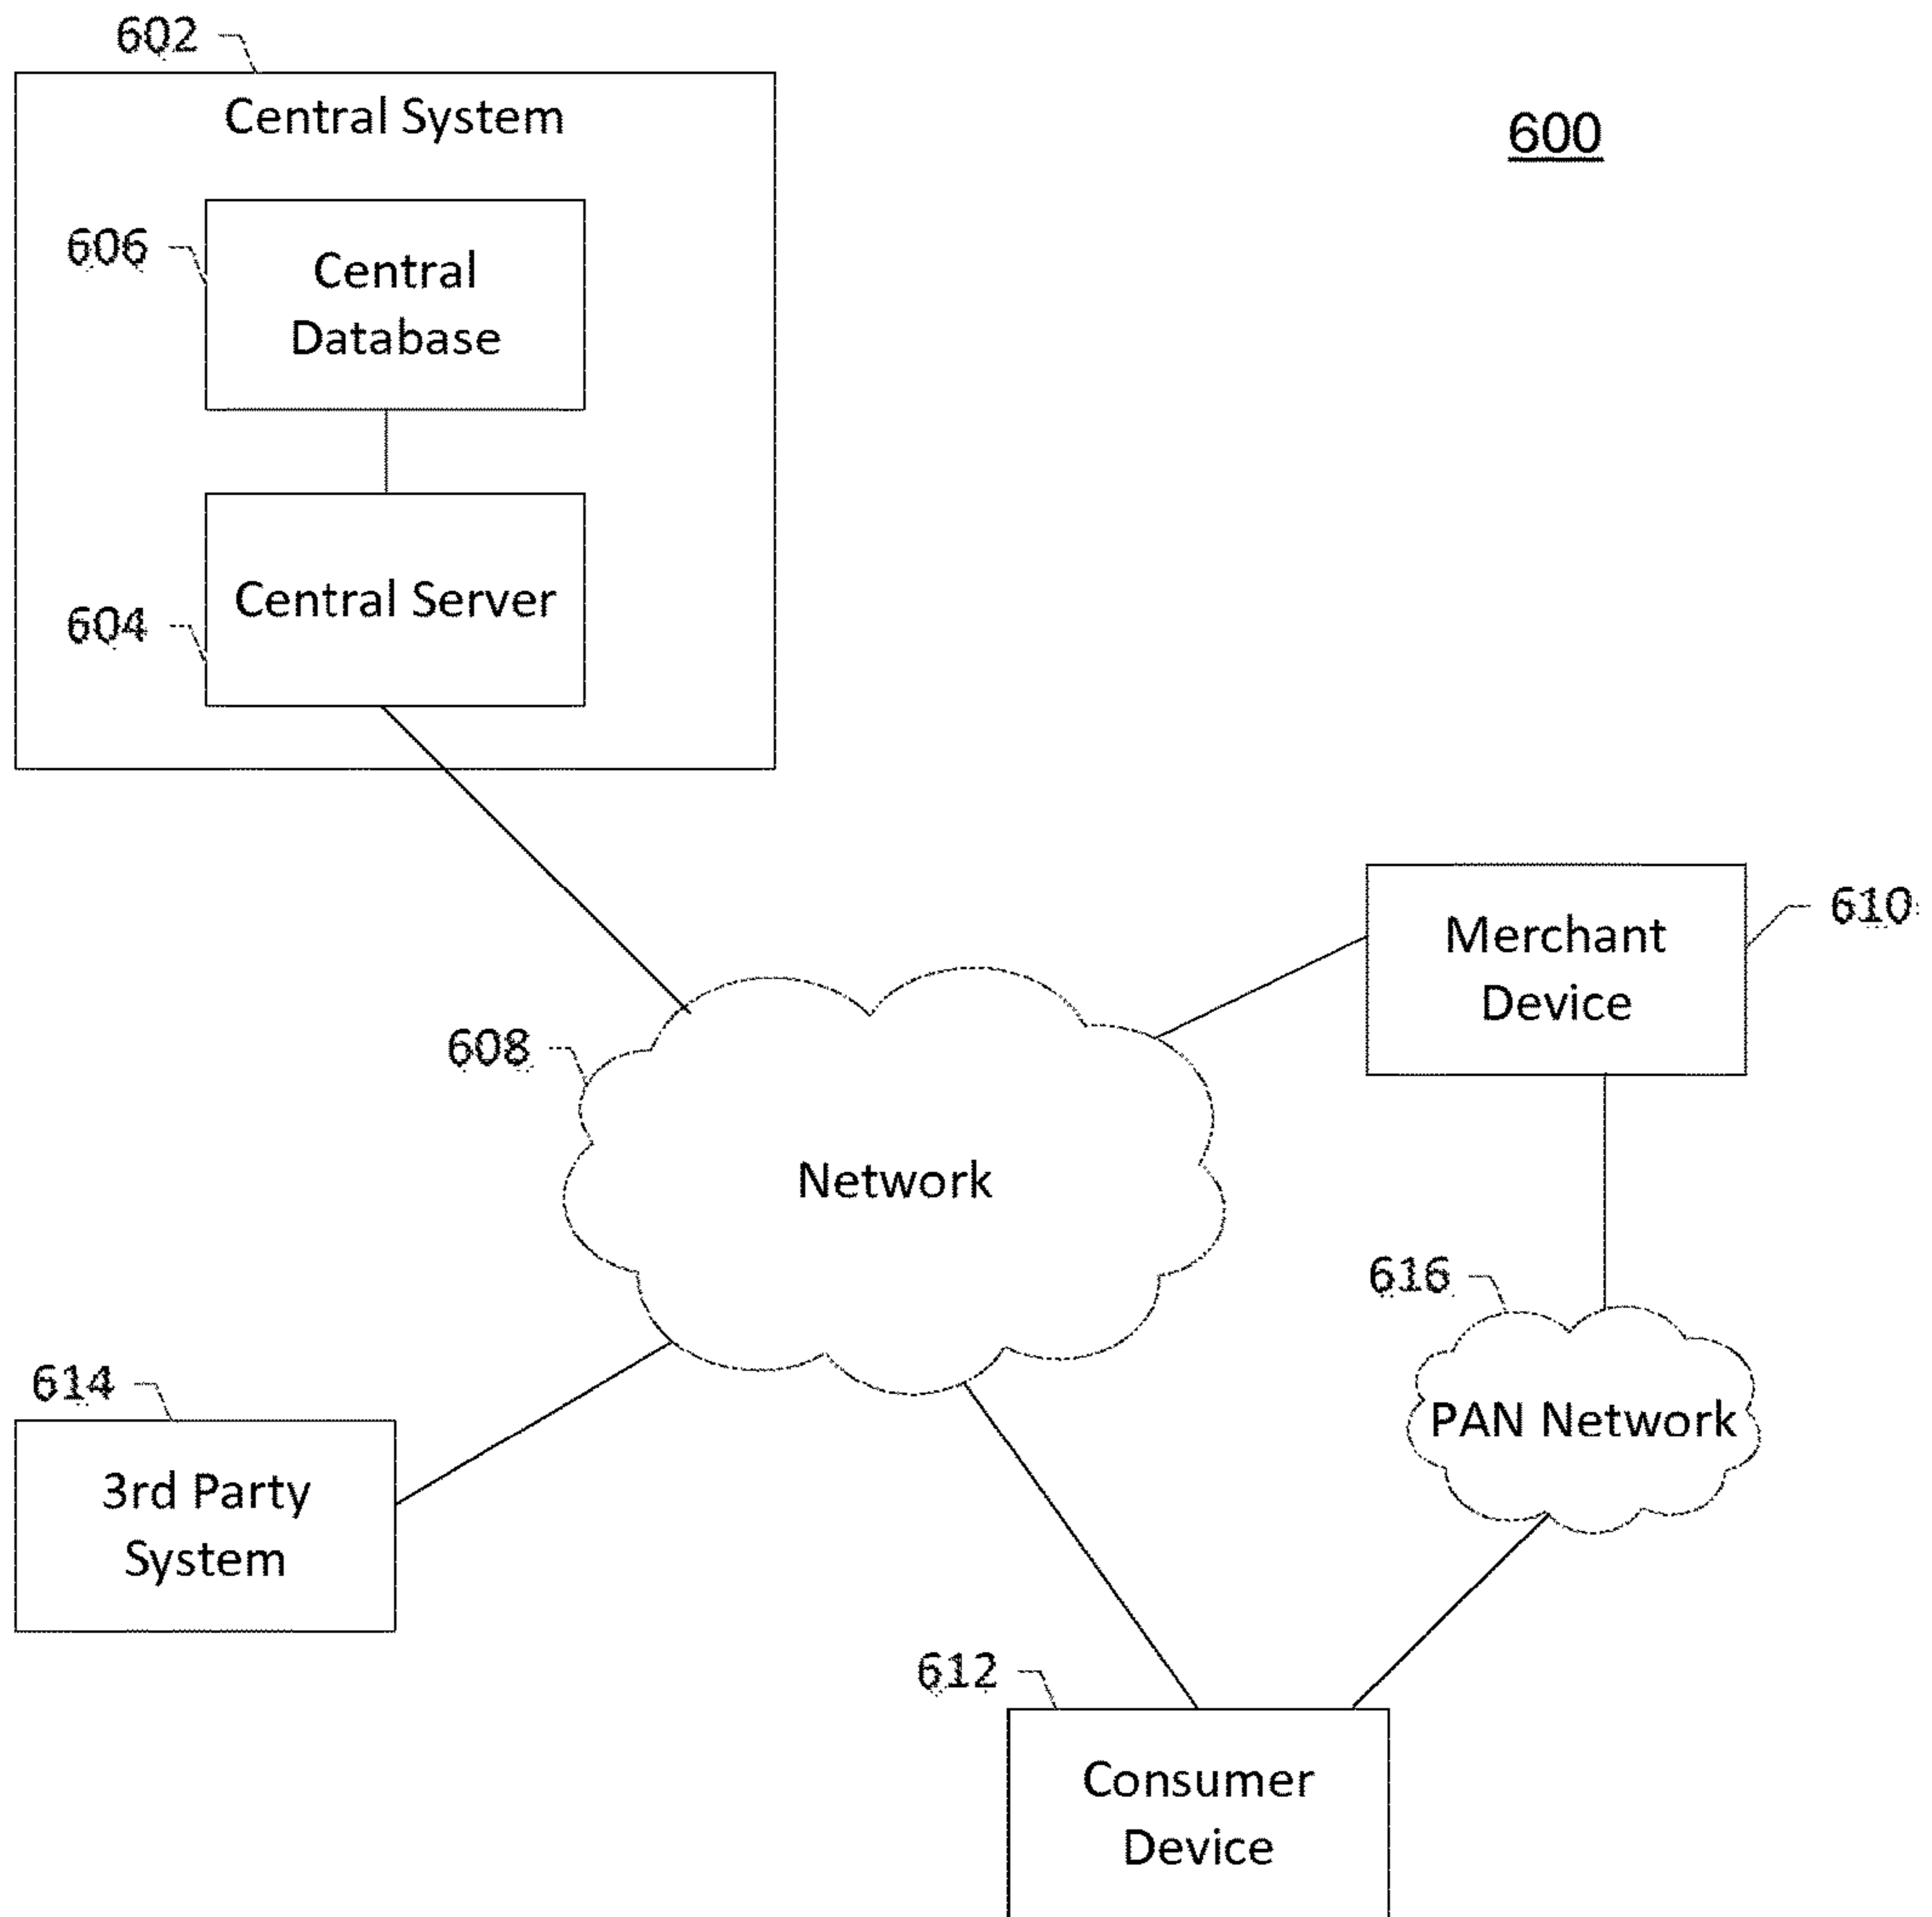 602
Central System
600
606
Central
Database
604
Central Server
610
Merchant
Device
608
Network
616
PAN Network
614
3rd Party
System
612
Consumer
Device